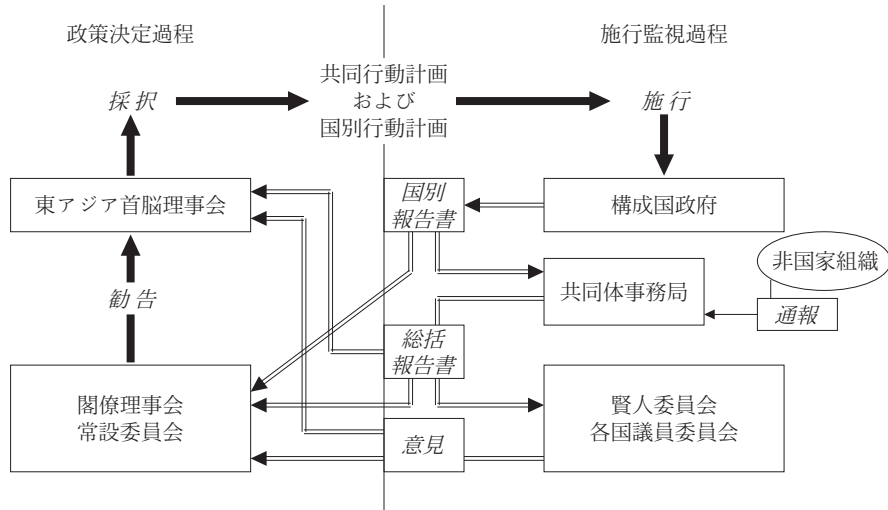 政策決定過程
施行監視過程
採択
共同行動計画
および
国別行動計画
施行
東アジア首脳理事会
国別
報告書
構成国政府
非国家組織
勧告
共同体事務局
通報
総括
報告書
閣僚理事会
常設委員会
賢人委員会
各国議員委員会
意見